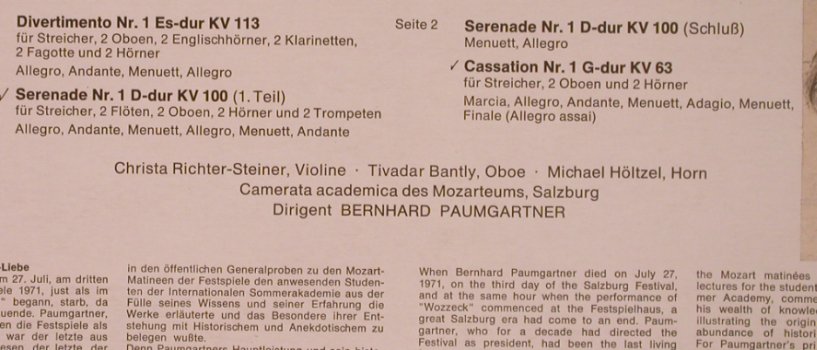 Divertimento Nr. 1 Es-dur KV 113
für Streicher, 2 Oboen, 2 Englischhörner, 2 Klarinetten,
2 Fagotte und 2 Hörner
Allegro, Andante, Menuett, Allegro
✓ Serenade Nr. 1 D-dur KV 100 (1. Teil)
für Streicher, 2 Flöten, 2 Oboen, 2 Hörner und 2 Trompeten
Allegro, Andante, Menuett, Allegro, Menuett, Andante
Seite 2
Serenade Nr. 1 D-dur KV 100 (Schluß)
Menuett, Allegro
✓ Cassation Nr. 1 G-dur KV 63
für Streicher, 2 Oboen und 2 Hörner
Marcia, Allegro, Andante, Menuett, Adagio, Menuett,
Finale (Allegro assai)
Christa Richter-Steiner, Violine · Tivadar Bantly, Oboe · Michael Höltzel, Horn
Camerata academica des Mozarteums, Salzburg
Dirigent BERNHARD PAUMGARTNER
-Liebe
m 27. Juli, am dritten
ele 1971, just als im
" begann, starb, da
uende. Paumgartner,
en die Festspiele als
war der letzte aus
esen, der letzte, der
in den öffentlichen Generalproben zu den Mozart-
Matineen der Festspiele den anwesenden Studen-
ten der Internationalen Sommerakademie aus der
Fülle seines Wissens und seiner Erfahrung die
Werke erläuterte und das Besondere ihrer Ent-
stehung mit Historischem und Anekdotischem zu
belegen wußte.
Denn Paumgartners Hauptleistung und sein
When Bernhard Paumgartner died on July 27,
1971, on the third day of the Salzburg Festival,
and at the same hour when the performance of
"Wozzeck" commenced at the Festspielhaus, a
great Salzburg era had come to an end. Paum-
gartner, who for a decade had directed the
Festival as president, had been the last living
the Mozart matinées
lectures for the student
mer Academy, comme
his wealth of knowled
illustrating the origin
abundance of histori
For Paumgartner's pri